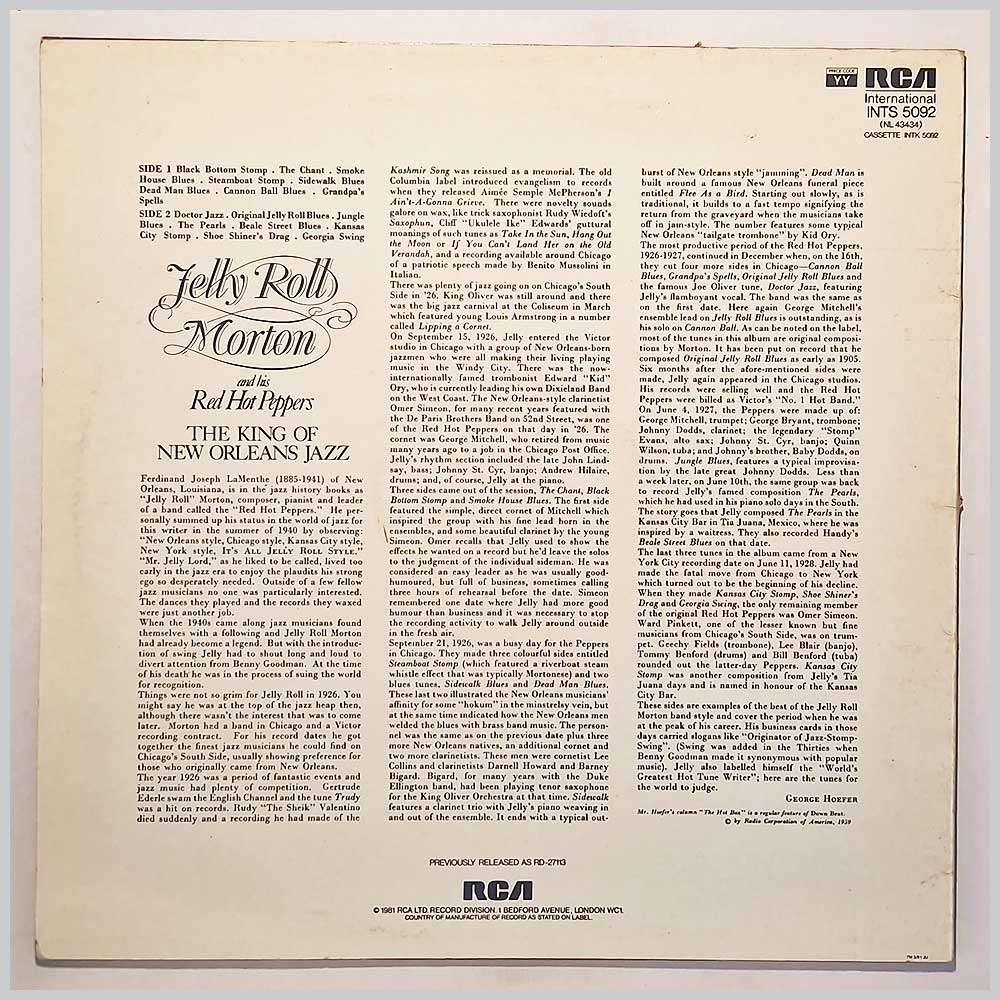 PRICE CODE
YY
RCA
International
INTS 5092
(NL 43434)
CASSETTE INTK 5092
SIDE 1 Black Bottom Stomp . The Chant . Smoke
House Blues . Steamboat Stomp . Sidewalk Blues
Dead Man Blues . Cannon Ball Blues . Grandpa's
Spells
SIDE 2 Doctor Jazz . Original Jelly Roll Blues . Jungle
Blues . The Pearls . Beale Street Blues . Kansas
City Stomp . Shoe Shiner's Drag . Georgia Swing
Jelly Roll
Morton
and his
Red Hot Peppers
THE KING OF
NEW ORLEANS JAZZ
Ferdinand Joseph LaMenthe (1885-1941) of New
Orleans, Louisiana, is in the jazz history books as
"Jelly Roll" Morton, composer, pianist and leader
of a band called the "Red Hot Peppers." He per-
sonally summed up his status in the world of jazz for
this writer in the summer of 1940 by observing:
"New Orleans style, Chicago style, Kansas City style,
New York style, IT'S ALL JELLY ROLL STYLE."
"Mr. Jelly Lord," as he liked to be called, lived too
early in the jazz era to enjoy the plaudits his strong
ego so desperately needed. Outside of a few fellow
jazz musicians no one was particularly interested.
The dances they played and the records they waxed
were just another job.
When the 1940s came along jazz musicians found
themselves with a following and Jelly Roll Morton
had already become a legend. But with the introduc-
tion of swing Jelly had to shout long and loud to
divert attention from Benny Goodman. At the time
of his death he was in the process of suing the world
for recognition.
Things were not so grim for Jelly Roll in 1926. You
might say he was at the top of the jazz heap then,
although there wasn't the interest that was to come
later. Morton had a band in Chicago and a Victor
recording contract. For his record dates he got
together the finest jazz musicians he could find on
Chicago's South Side, usually showing preference for
those who originally came from New Orleans.
The year 1926 was a period of fantastic events and
jazz music had plenty of competition. Gertrude
Ederle swam the English Channel and the tune Trudy
was a hit on records. Rudy "The Sheik" Valentino
died suddenly and a recording he had made of the
Kashmir Song was reissued as a memorial. The old
Columbia label introduced evangelism to records
when they released Aimée Semple McPherson's I
Ain't-A-Gonna Grieve. There were novelty sounds
galore on wax, like trick saxophonist Rudy Wiedoft's
Saxophun, Cliff "Ukulele Ike" Edwards' guttural
moanings of such tunes as Take In the Sun, Hang Out
the Moon or If You Can't Land Her on the Old
Verandah, and a recording available around Chicago
of a patriotic speech made by Benito Mussolini in
Italian.
There was plenty of jazz going on on Chicago's South
Side in '26. King Oliver was still around and there
was the big jazz carnival at the Coliseum in March
which featured young Louis Armstrong in a number
called Lipping a Cornet.
On September 15, 1926, Jelly entered the Victor
studio in Chicago with a group of New Orleans-born
jazzmen who were all making their living playing
music in the Windy City. There was the now-
internationally famed trombonist Edward "Kid"
Ory, who is currently leading his own Dixieland Band
on the West Coast. The New Orleans-style clarinetist
Omer Simeon, for many recent years featured with
the De Paris Brothers Band on 52nd Street, was one
of the Red Hot Peppers on that day in '26. The
cornet was George Mitchell, who retired from music
many years ago to a job in the Chicago Post Office.
Jelly's rhythm section included the late John Lind-
say, bass; Johnny St. Cyr, banjo; Andrew Hilaire,
drums; and, of course, Jelly at the piano.
Three sides came out of the session, The Chant, Black
Bottom Stomp and Smoke House Blues. The first side
featured the simple, direct cornet of Mitchell which
inspired the group with his fine lead horn in the
ensembles, and some beautiful clarinet by the young
Simeon. Omer recalls that Jelly used to show the
effects he wanted on a record but he'd leave the solos
to the judgment of the individual sideman. He was
considered an easy leader as he was usually good-
humoured, but full of business, sometimes calling
three hours of rehearsal before the date. Simeon
remembered one date where Jelly had more good
humour than business and it was necessary to stop
the recording activity to walk Jelly around outside
in the fresh air.
September 21, 1926, was a busy day for the Peppers
in Chicago. They made three colourful sides entitled
Steamboat Stomp (which featured a riverboat steam
whistle effect that was typically Mortonese) and two
blues tunes, Sidewalk Blues and Dead Man Blues.
These last two illustrated the New Orleans musicians'
affinity for some "hokum" in the minstrelsy vein, but
at the same time indicated how the New Orleans men
welded the blues with brass band music. The person-
nel was the same as on the previous date plus three
more New Orleans natives, an additional cornet and
two more clarinetists. These men were cornetist Lee
Collins and clarinetists Darnell Howard and Barney
Bigard. Bigard, for many years with the Duke
Ellington band, had been playing tenor saxophone
for the King Oliver Orchestra at that time. Sidewalk
features a clarinet trio with Jelly's piano weaving in
and out of the ensemble. It ends with a typical out-
burst of New Orleans style "jamming". Dead Man is
built around a famous New Orleans funeral piece
entitled Flee As a Bird. Starting out slowly, as is
traditional, it builds to a fast tempo signifying the
return from the graveyard when the musicians take
off in jam-style. The number features some typical
New Orleans "tailgate trombone" by Kid Ory.
The most productive period of the Red Hot Peppers,
1926-1927, continued in December when, on the 16th,
they cut four more sides in Chicago—Cannon Ball
Blues, Grandpa's Spells, Original Jelly Roll Blues and
the famous Joe Oliver tune, Doctor Jazz, featuring
Jelly's flamboyant vocal. The band was the same as
on the first date. Here again George Mitchell's
ensemble lead on Jelly Roll Blues is outstanding, as is
his solo on Cannon Ball. As can be noted on the label,
most of the tunes in this album are original composi-
tions by Morton. It has been put on record that he
composed Original Jelly Roll Blues as early as 1905.
Six months after the afore-mentioned sides were
made, Jelly again appeared in the Chicago studios.
His records were selling well and the Red Hot
Peppers were billed as Victor's "No. 1 Hot Band."
On June 4, 1927, the Peppers were made up of:
George Mitchell, trumpet; George Bryant, trombone;
Johnny Dodds, clarinet; the legendary "Stomp"
Evans, alto sax; Johnny St. Cyr, banjo; Quinn
Wilson, tuba; and Johnny's brother, Baby Dodds, on
drums. Jungle Blues, features a typical improvisa-
tion by the late great Johnny Dodds. Less than
a week later, on June 10th, the same group was back
to record Jelly's famed composition The Pearls,
which he had used in his piano solo days in the South.
The story goes that Jelly composed The Pearls in the
Kansas City Bar in Tia Juana, Mexico, where he was
inspired by a waitress. They also recorded Handy's
Beale Street Blues on that date.
The last three tunes in the album came from a New
York City recording date on June 11, 1928. Jelly had
made the fatal move from Chicago to New York
which turned out to be the beginning of his decline.
When they made Kansas City Stomp, Shoe Shiner's
Drag and Georgia Swing, the only remaining member
of the original Red Hot Peppers was Omer Simeon.
Ward Pinkett, one of the lesser known but fine
musicians from Chicago's South Side, was on trum-
pet. Geechy Fields (trombone), Lee Blair (banjo),
Tommy Benford (drums) and Bill Benford (tuba)
rounded out the latter-day Peppers. Kansas City
Stomp was another composition from Jelly's Tia
Juana days and is named in honour of the Kansas
City Bar.
These sides are examples of the best of the Jelly Roll
Morton band style and cover the period when he was
at the peak of his career. His business cards in those
days carried slogans like "Originator of Jazz-Stomp-
Swing". (Swing was added in the Thirties when
Benny Goodman made it synonymous with popular
music). Jelly also labelled himself the "World's
Greatest Hot Tune Writer"; here are the tunes for
the world to judge.
GEORGE HOEFER
Mr. Hoefer's column "The Hot Box" is a regular feature of Down Beat.
© by Radio Corporation of America, 1959
PREVIOUSLY RELEASED AS RD-27113
RCA
© 1981 RCA LTD. RECORD DIVISION. 1 BEDFORD AVENUE, LONDON WC1.
COUNTRY OF MANUFACTURE OF RECORD AS STATED ON LABEL.